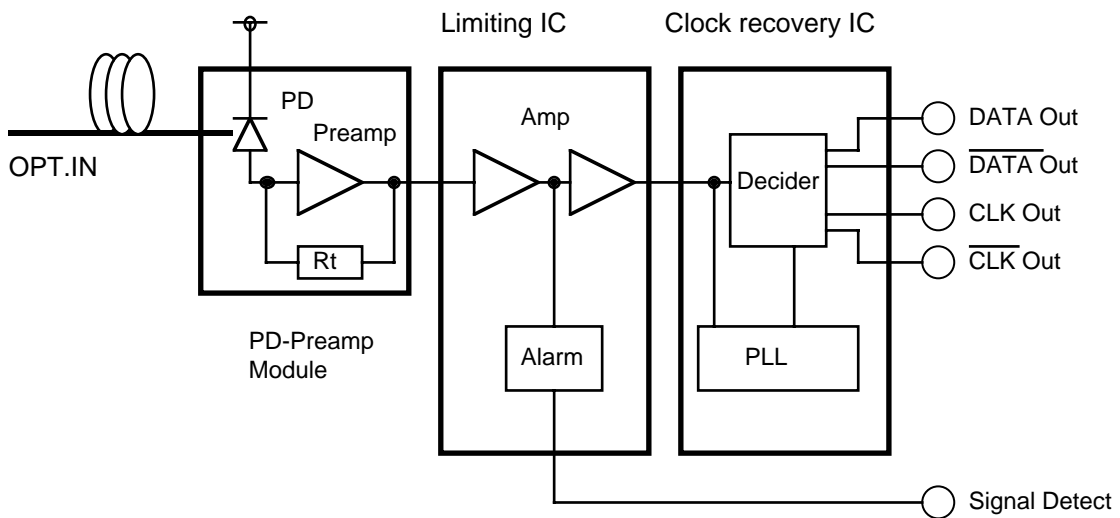 Limiting IC
Clock recovery IC
PD
Preamp
Amp
OPT.IN
Rt
PD-Preamp
Module
Alarm
Decider
PLL
DATA Out
DATA Out
CLK Out
CLK Out
Signal Detect